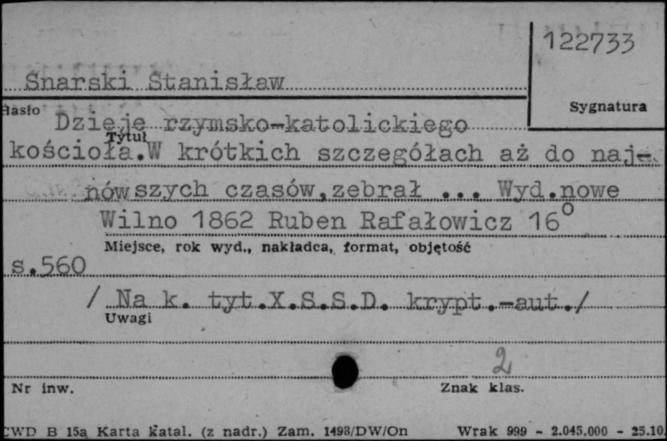 122733
Snarski Stanisław
Hasło
Sygnatura
Dzieje rzymsko-katolickiego
Tytuł
kościoła.W krótkich szczegółach aż do naj-
nówszych czasów,zebrał ... Wyd.nowe
Wilno 1862 Ruben Rafałowicz 16°
Miejsce, rok wyd., nakładca, format, objętość
s.560
/ Na k. tyt.X.S.S.D. krypt.-aut./
Uwagi
2
Nr inw.
Znak klas.
CWD B 15a Karta katal. (z nadr.) Zam. 1498/DW/On Wrak 999 - 2.045.000 - 25.10